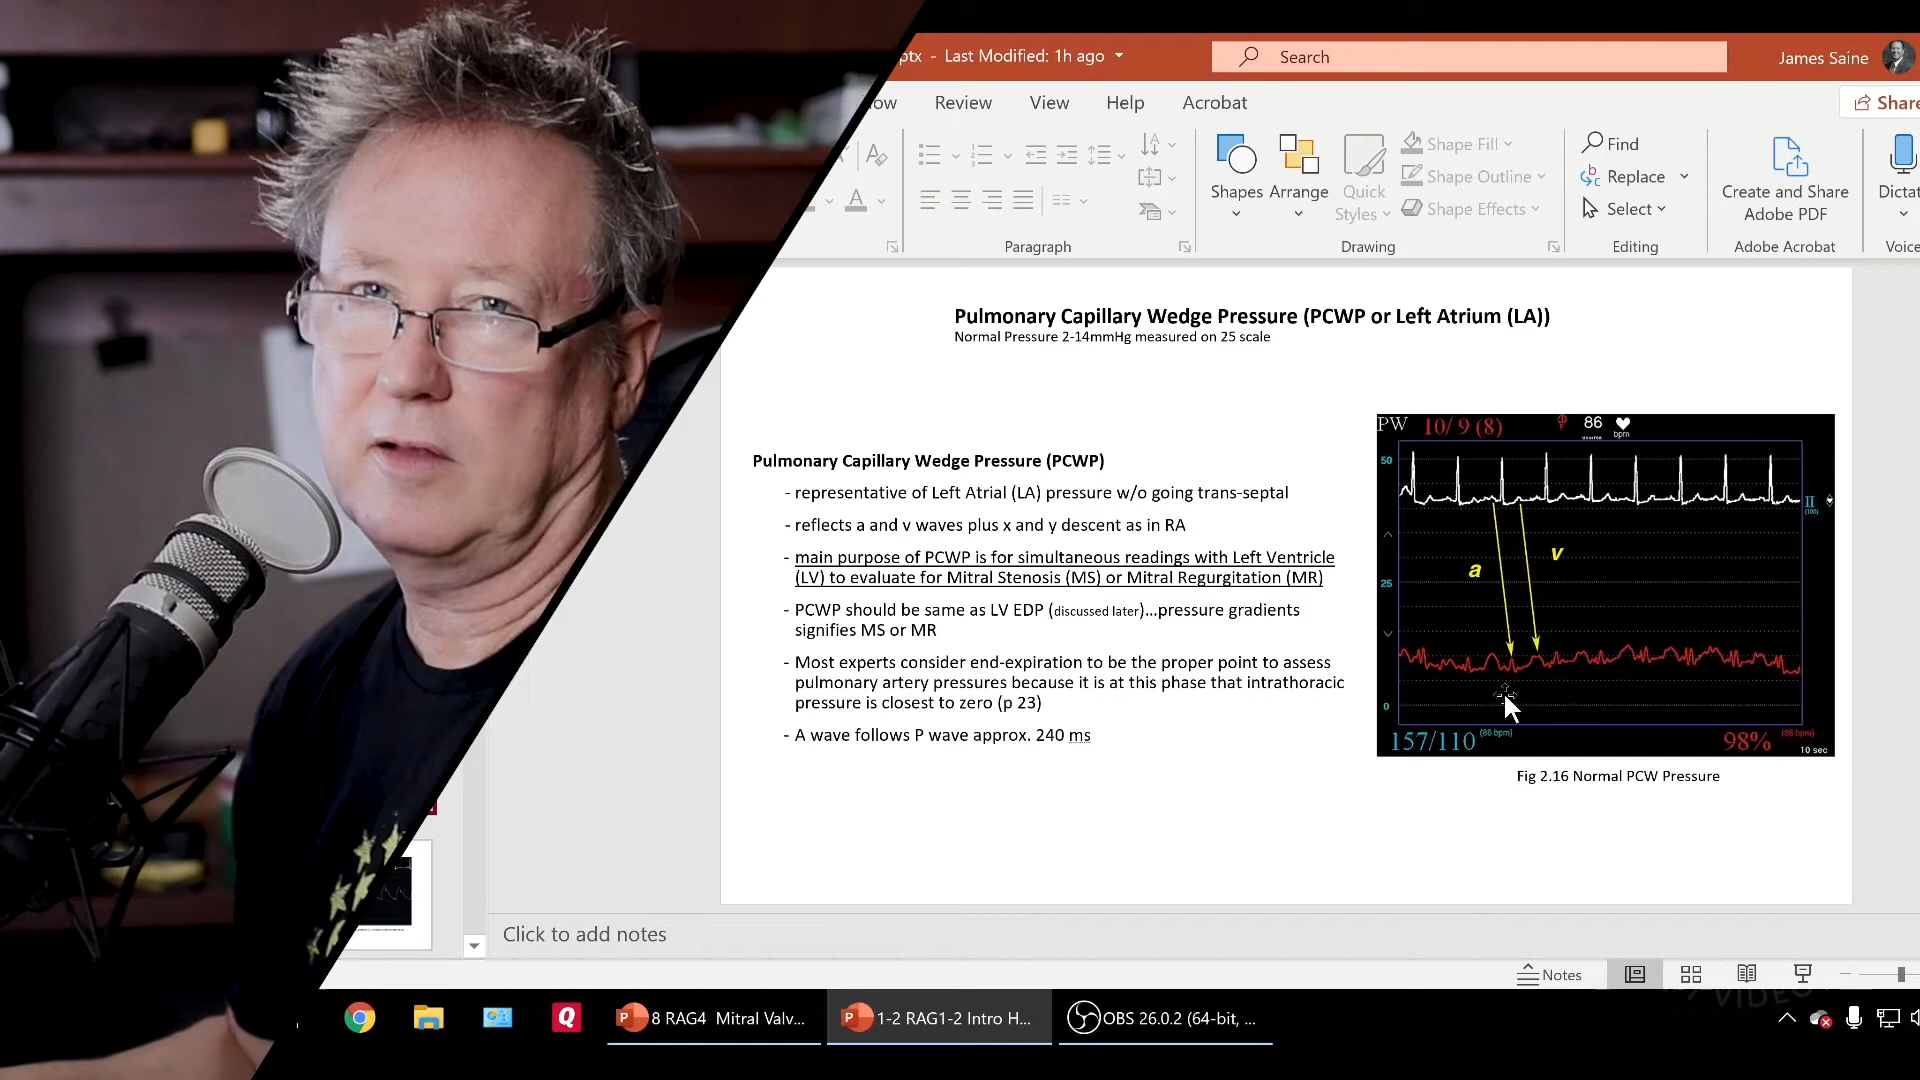 ptx - Last Modified: 1h ago
Search
James Saine
ow Review View Help Acrobat
Share
Shapes
Arrange
Quick
Styles
Shape Fill
Shape Outline
Shape Effects
Find
Replace
Select
Create and Share
Adobe PDF
Dictat
Paragraph
Drawing
Editing
Adobe Acrobat
Voice
Pulmonary Capillary Wedge Pressure (PCWP or Left Atrium (LA))
Normal Pressure 2-14mmHg measured on 25 scale
Pulmonary Capillary Wedge Pressure (PCWP)
- representative of Left Atrial (LA) pressure w/o going trans-septal
- reflects a and v waves plus x and y descent as in RA
- main purpose of PCWP is for simultaneous readings with Left Ventricle
(LV) to evaluate for Mitral Stenosis (MS) or Mitral Regurgitation (MR)
- PCWP should be same as LV EDP (discussed later)...pressure gradients
signifies MS or MR
- Most experts consider end-expiration to be the proper point to assess
pulmonary artery pressures because it is at this phase that intrathoracic
pressure is closest to zero (p 23)
- A wave follows P wave approx. 240 ms
PW 10/ 9 (8) 86 bpm
50
II
(100)
a
v
25
0
157/110 (86 bpm)
98% (88 bpm)
10 sec
Fig 2.16 Normal PCW Pressure
Click to add notes
Notes
VIDEO
8 RAG4 Mitral Valv...
1-2 RAG1-2 Intro H...
OBS 26.0.2 (64-bit, ...